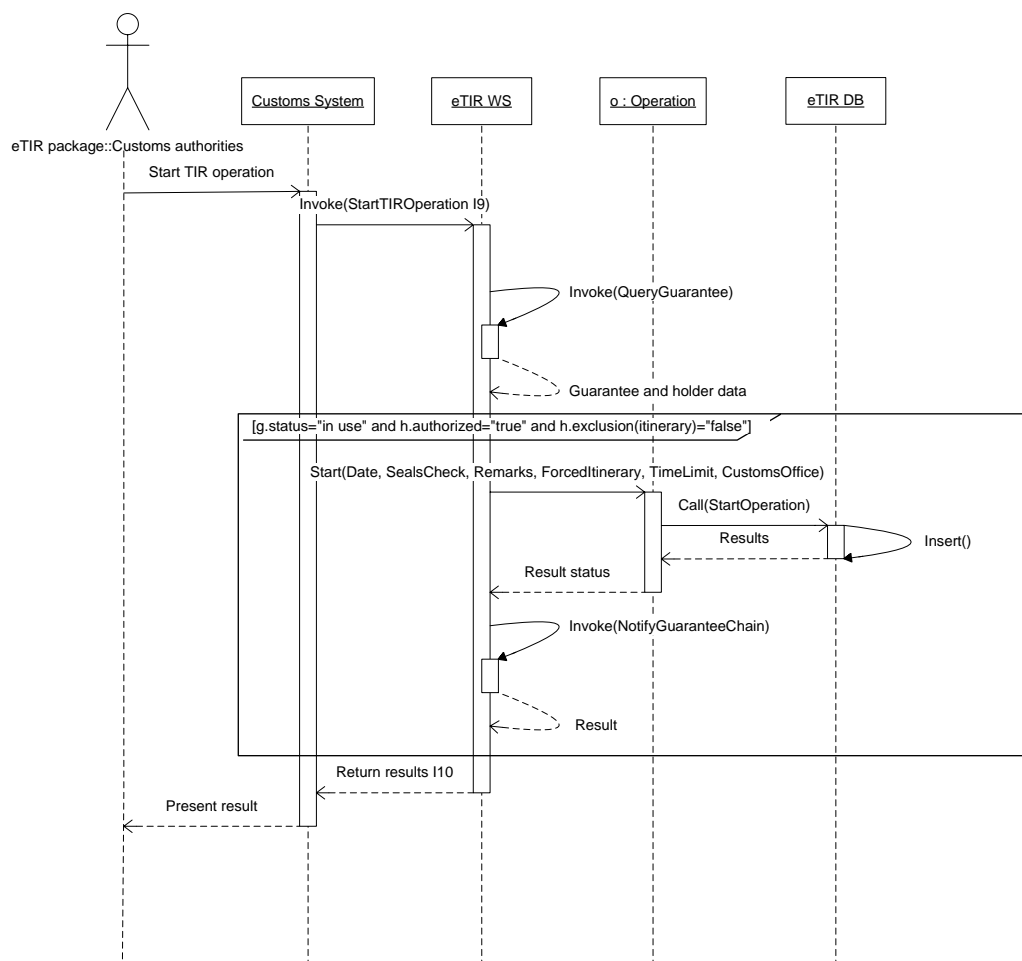 Customs System
eTIR WS
o : Operation
eTIR DB
eTIR package::Customs authorities
Start TIR operation
Invoke(StartTIROperation I9)
Invoke(QueryGuarantee)
Guarantee and holder data
[g.status="in use" and h.authorized="true" and h.exclusion(itinerary)="false"]
Start(Date, SealsCheck, Remarks, ForcedItinerary, TimeLimit, CustomsOffice)
Call(StartOperation)
Results
Insert()
Result status
Invoke(NotifyGuaranteeChain)
Result
Return results I10
Present result